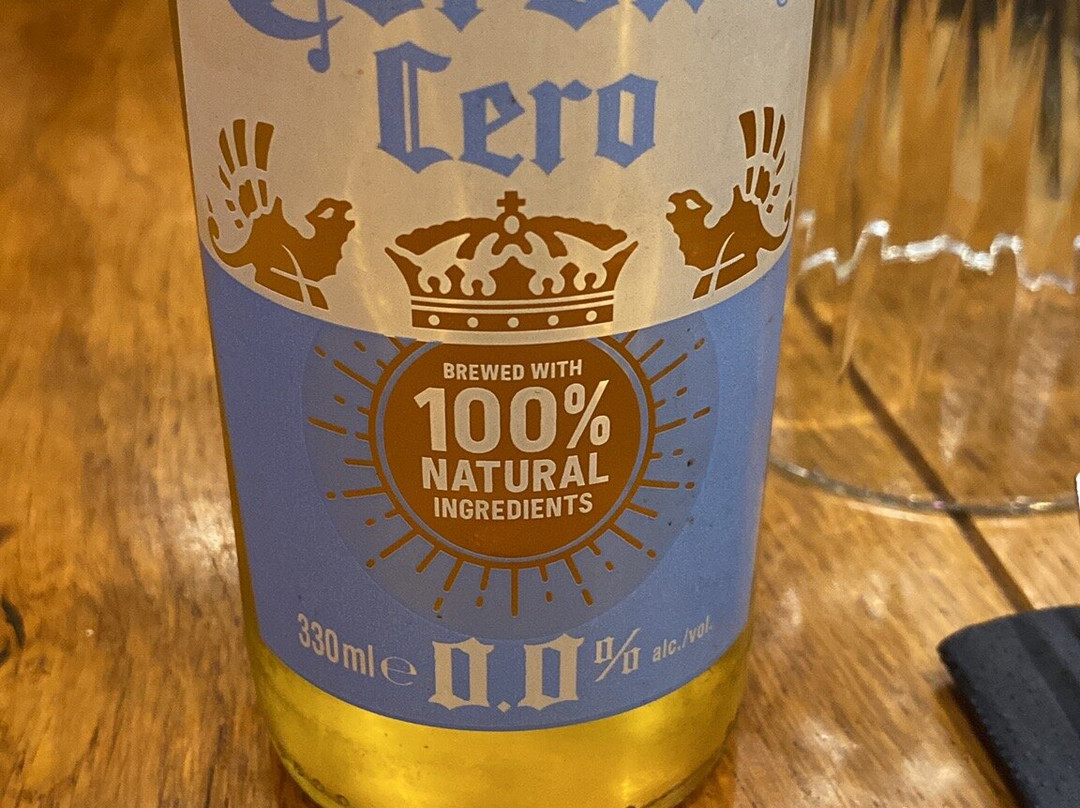 Cero
BREWED WITH
100%
NATURAL
INGREDIENTS
330ml℮ 0.0% alc./vol.